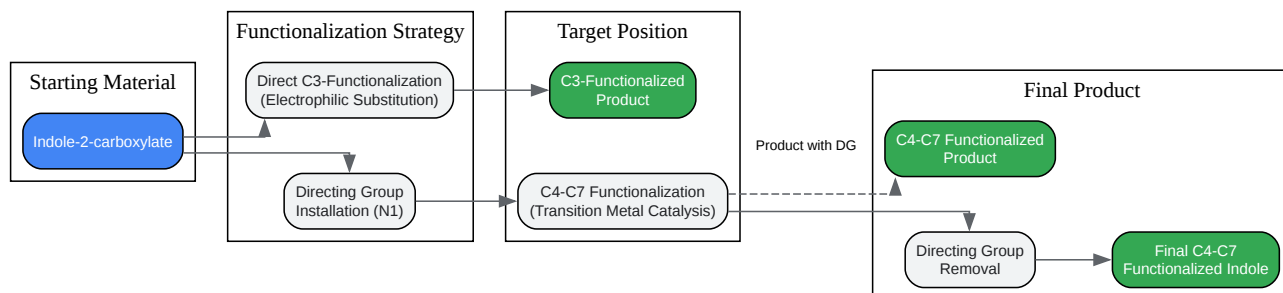 Starting Material
Indole-2-carboxylate
Functionalization Strategy
Direct C3-Functionalization
(Electrophilic Substitution)
Directing Group
Installation (N1)
Target Position
C3-Functionalized
Product
C4-C7 Functionalization
(Transition Metal Catalysis)
Product with DG
Final Product
C4-C7 Functionalized
Product
Directing Group
Removal
Final C4-C7
Functionalized Indole